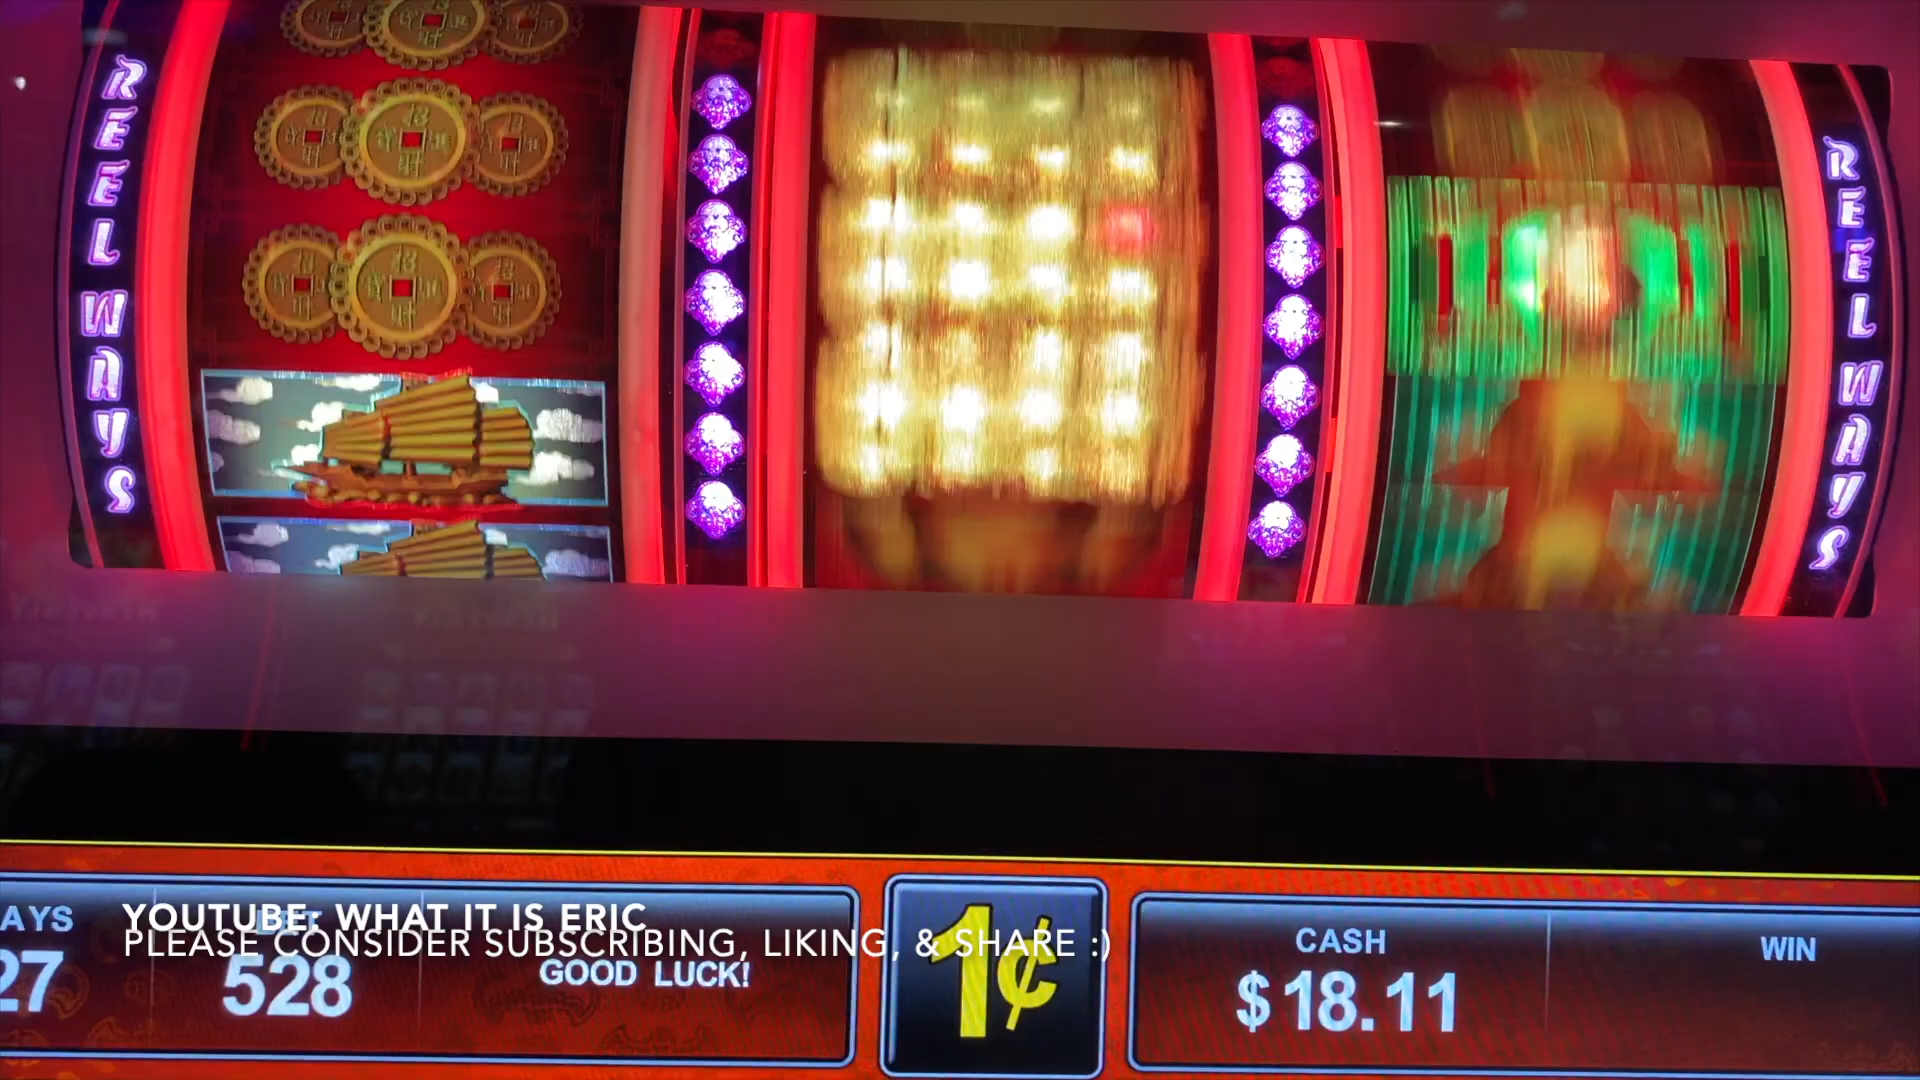 REEL WAYS
REEL WAYS
AYS
27
YOUTUBE: WHAT IT IS ERIC
PLEASE CONSIDER SUBSCRIBING, LIKING, & SHARE :)
528
GOOD LUCK!
1¢
CASH
$18.11
WIN